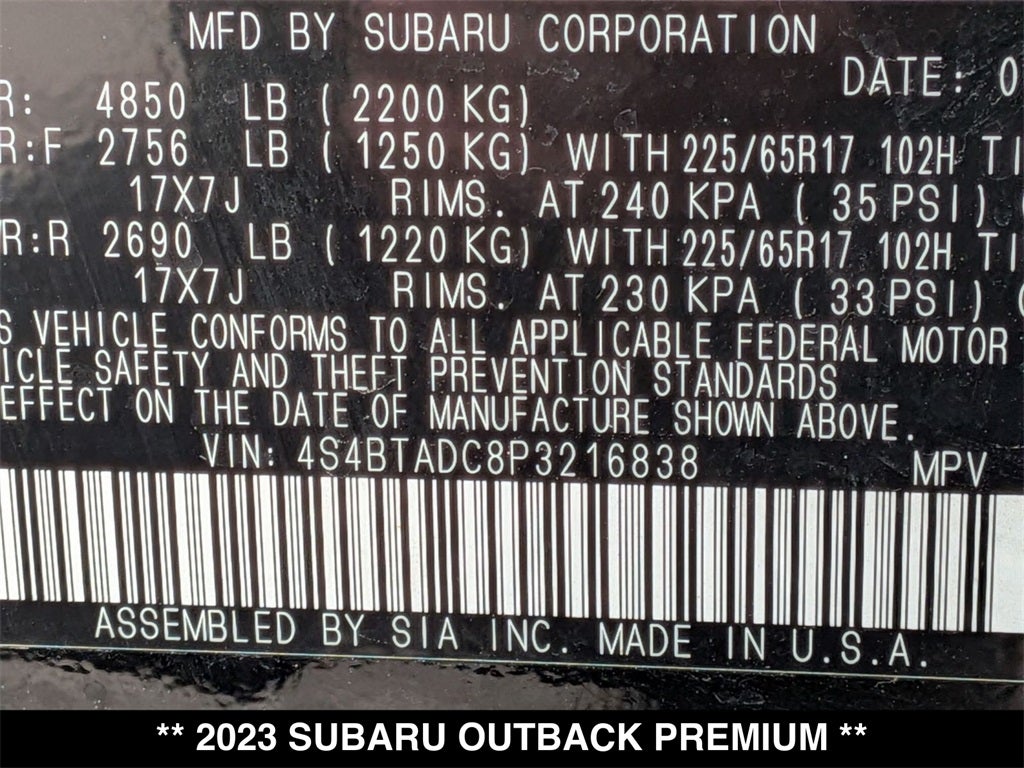 MFD BY SUBARU CORPORATION
DATE: 0
R: 4850 LB ( 2200 KG)
R:F 2756 LB ( 1250 KG) WITH 225/65R17 102H TI
17X7J RIMS. AT 240 KPA ( 35 PSI) (
R:R 2690 LB ( 1220 KG) WITH 225/65R17 102H TI
17X7J RIMS. AT 230 KPA ( 33 PSI) (
S VEHICLE CONFORMS TO ALL APPLICABLE FEDERAL MOTOR
ICLE SAFETY AND THEFT PREVENTION STANDARDS
EFFECT ON THE DATE OF MANUFACTURE SHOWN ABOVE.
VIN: 4S4BTADC8P3216838 MPV
ASSEMBLED BY SIA INC. MADE IN U.S.A.
** 2023 SUBARU OUTBACK PREMIUM **